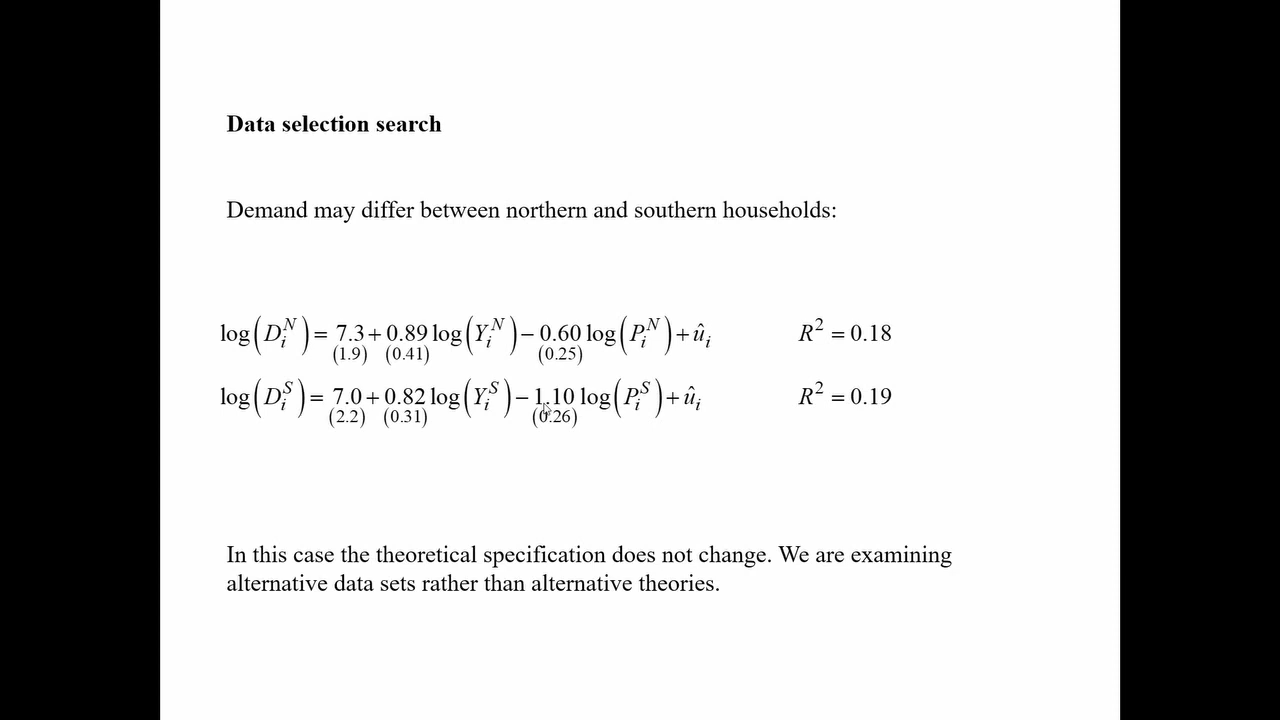 Data selection search
Demand may differ between northern and southern households:
log(D_i^N) = 7.3 + 0.89 log(Y_i^N) − 0.60 log(P_i^N) + û_i R² = 0.18
(1.9) (0.41) (0.25)
log(D_i^S) = 7.0 + 0.82 log(Y_i^S) − 1.10 log(P_i^S) + û_i R² = 0.19
(2.2) (0.31) (0.26)
In this case the theoretical specification does not change. We are examining
alternative data sets rather than alternative theories.